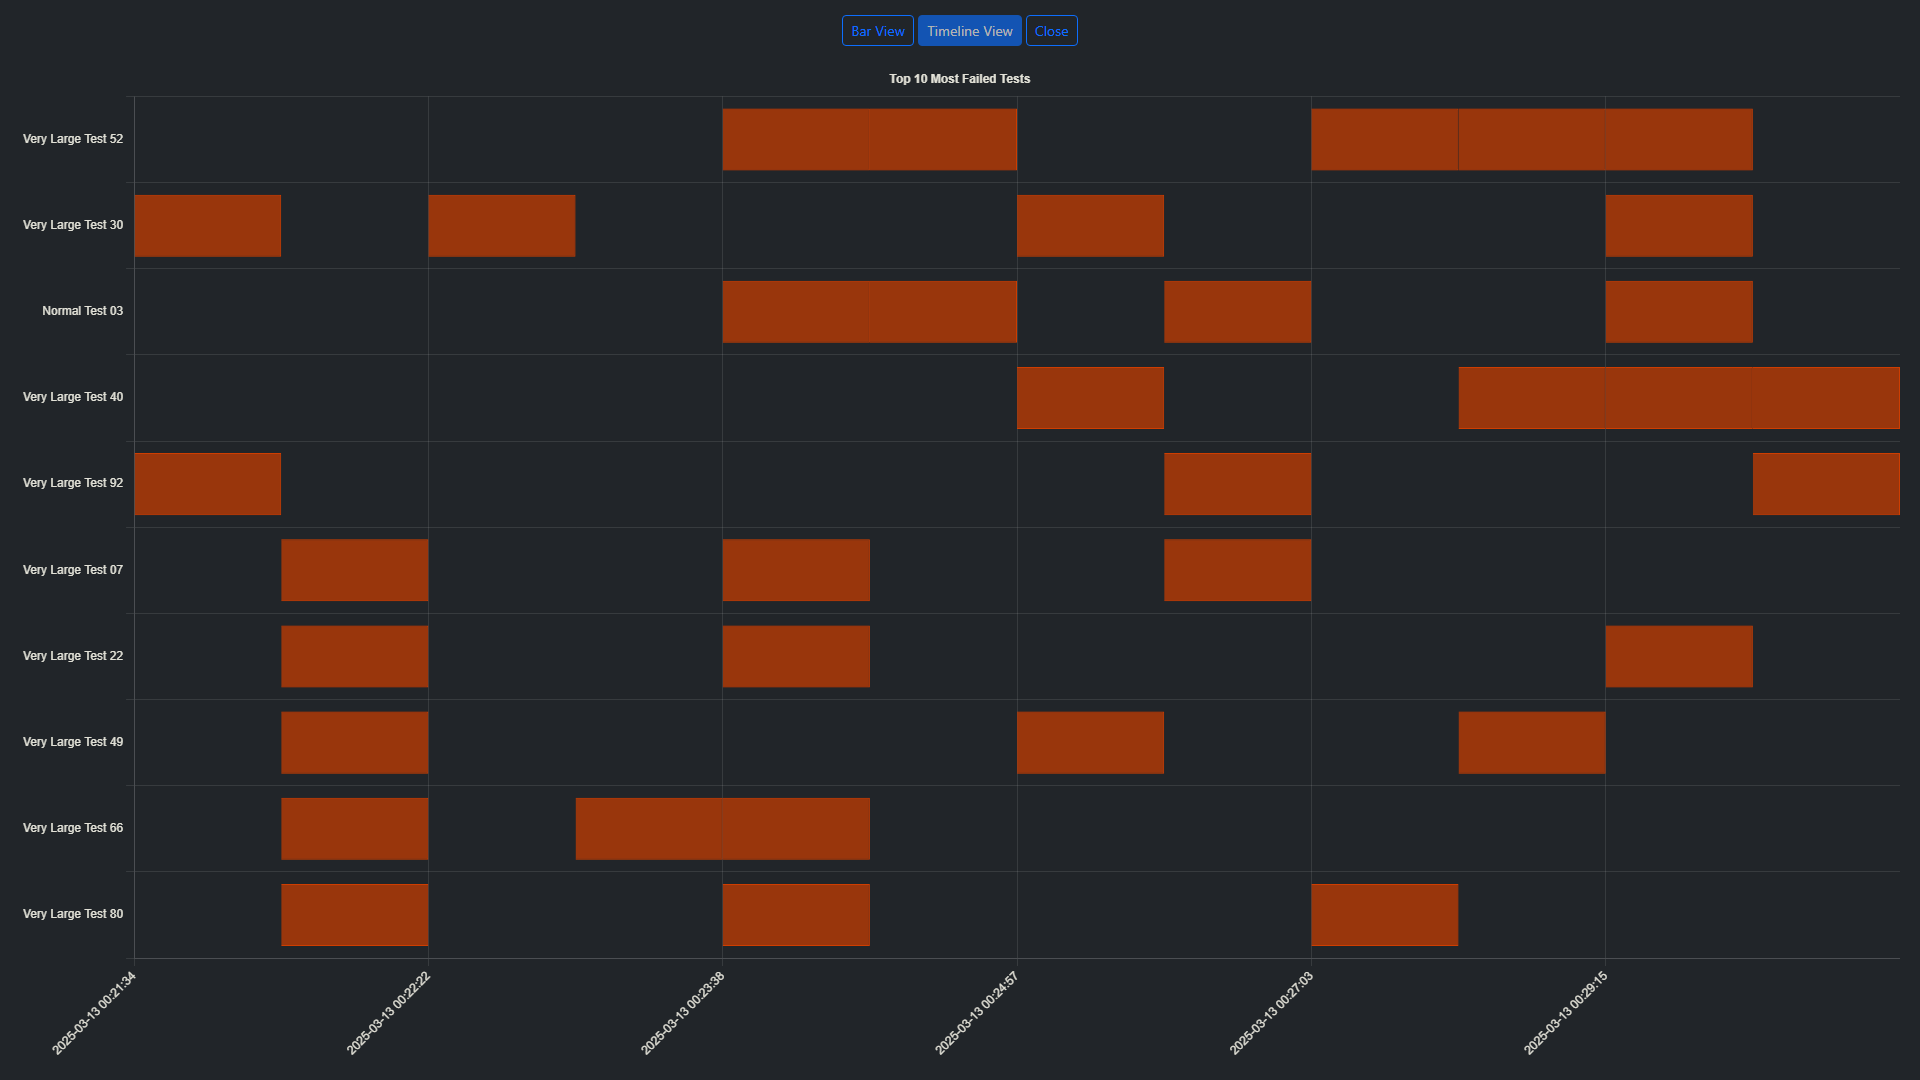 Bar View Timeline View Close
Top 10 Most Failed Tests
Very Large Test 52
Very Large Test 30
Normal Test 03
Very Large Test 40
Very Large Test 92
Very Large Test 07
Very Large Test 22
Very Large Test 49
Very Large Test 66
Very Large Test 80
2025-03-13 00:21:34
2025-03-13 00:22:22
2025-03-13 00:23:38
2025-03-13 00:24:57
2025-03-13 00:27:03
2025-03-13 00:29:15